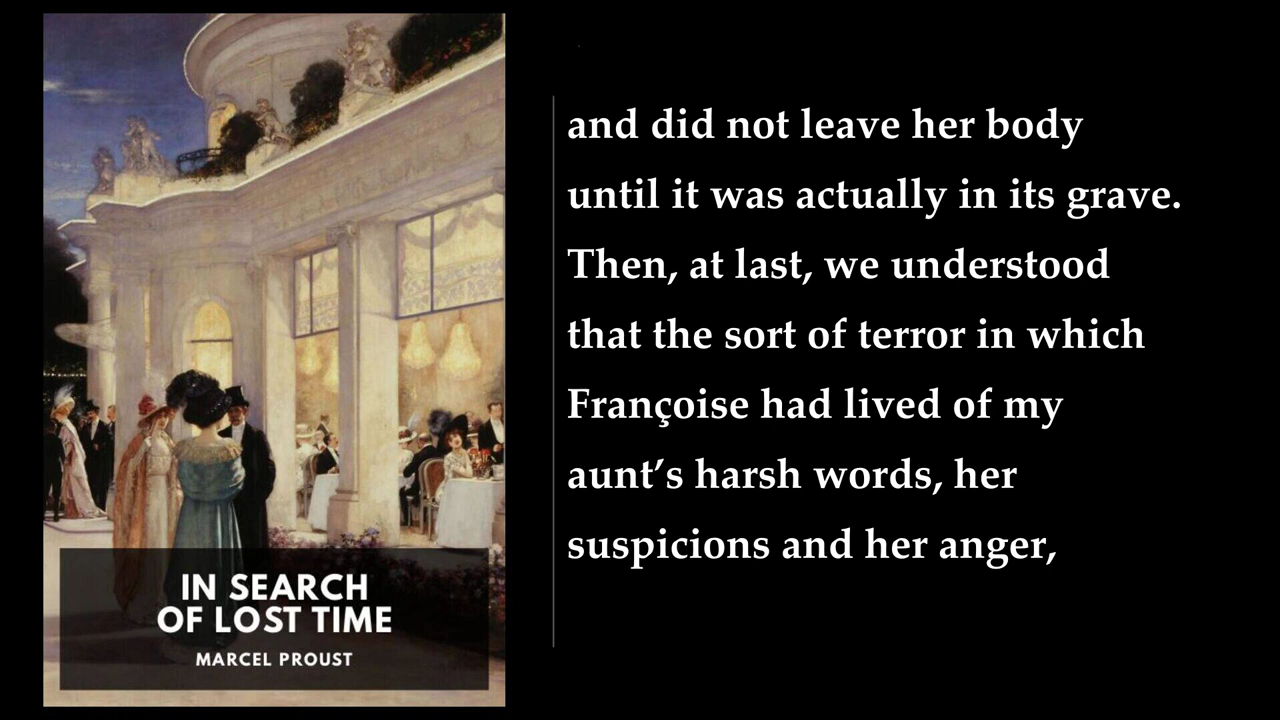 IN SEARCH
OF LOST TIME
MARCEL PROUST
and did not leave her body
until it was actually in its grave.
Then, at last, we understood
that the sort of terror in which
Françoise had lived of my
aunt’s harsh words, her
suspicions and her anger,